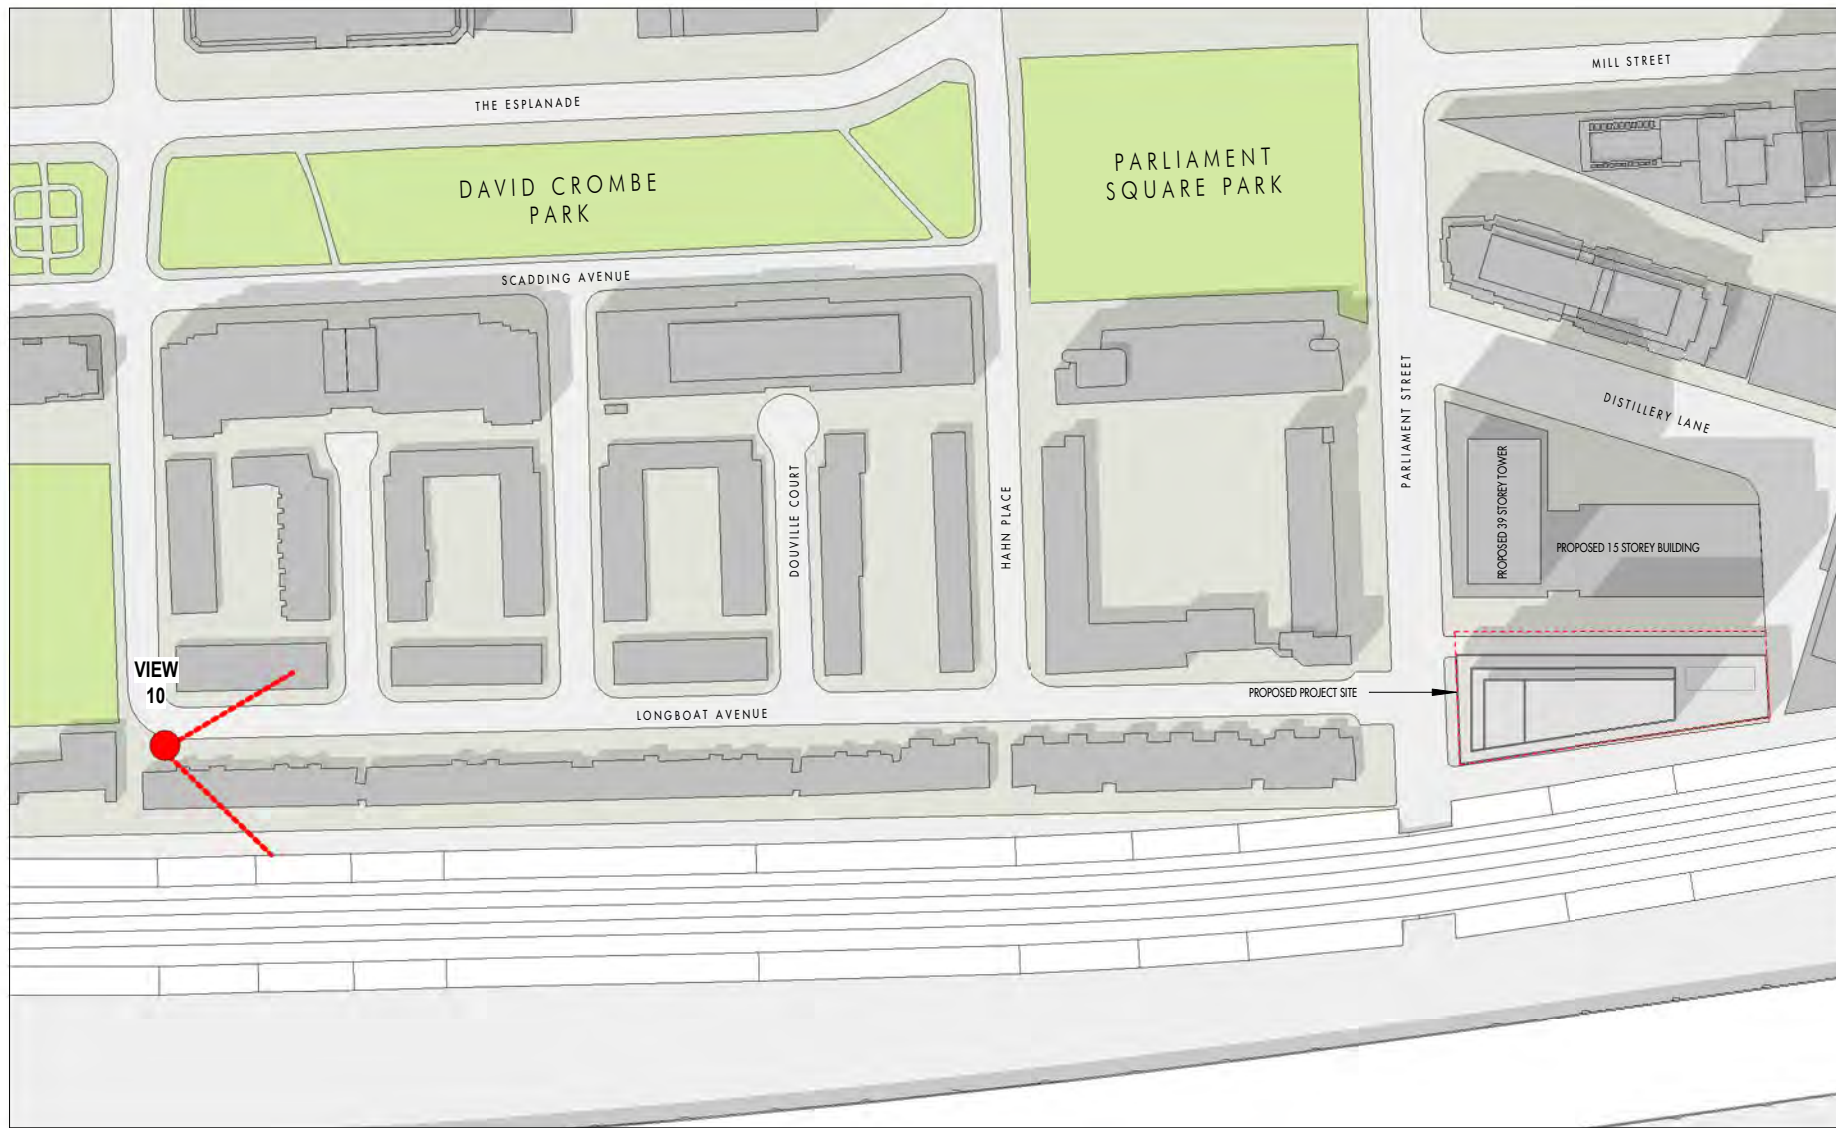 MILL STREET
THE ESPLANADE
DAVID CROMBE
PARK
PARLIAMENT
SQUARE PARK
SCADDING AVENUE
PARLIAMENT STREET
DISTILLERY LANE
DOUVILLE COURT
HAHN PLACE
PROPOSED 39 STOREY TOWER
PROPOSED 15 STOREY BUILDING
VIEW
10
PROPOSED PROJECT SITE
LONGBOAT AVENUE